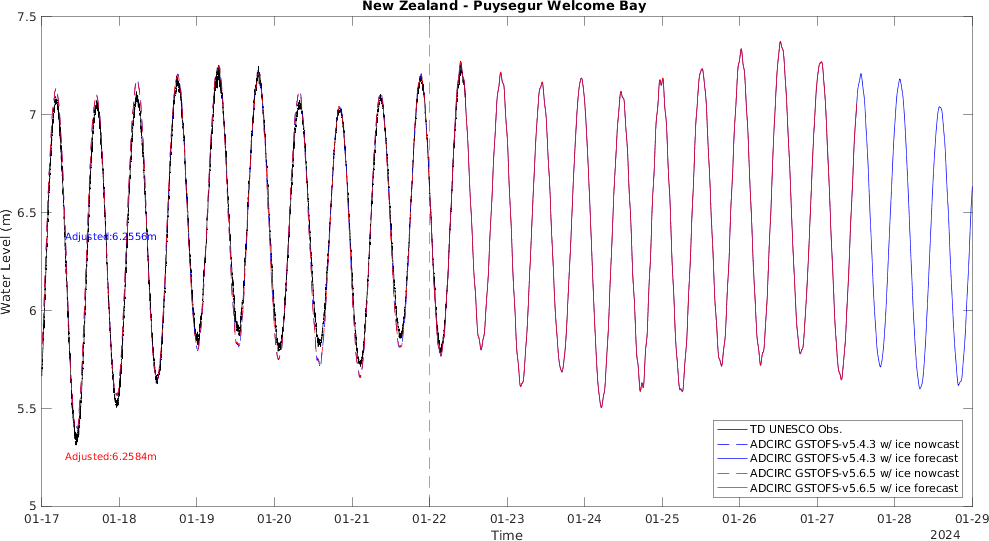 New Zealand - Puysegur Welcome Bay
7.5
7
6.5
6
5.5
5
Water Level (m)
Adjusted:6.2556m
Adjusted:6.2584m
TD UNESCO Obs.
ADCIRC GSTOFS-v5.4.3 w/ ice nowcast
ADCIRC GSTOFS-v5.4.3 w/ ice forecast
ADCIRC GSTOFS-v5.6.5 w/ ice nowcast
ADCIRC GSTOFS-v5.6.5 w/ ice forecast
01-17 01-18 01-19 01-20 01-21 01-22 01-23 01-24 01-25 01-26 01-27 01-28 01-29
Time
2024